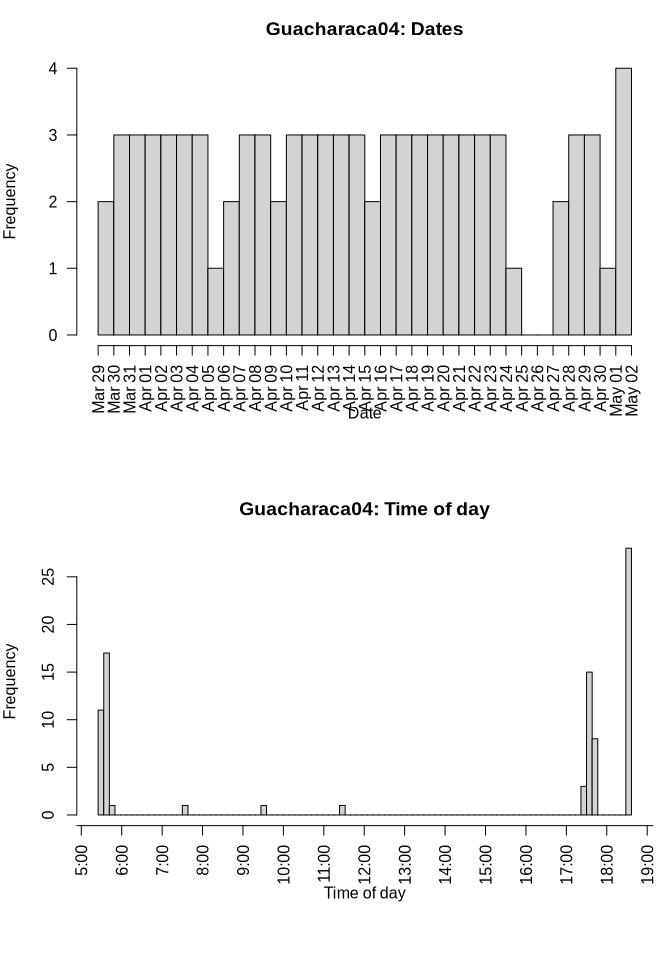 Guacharaca04: Dates
Frequency
4
3
2
1
0
Mar 29 Mar 30 Mar 31 Apr 01 Apr 02 Apr 03 Apr 04 Apr 05 Apr 06 Apr 07 Apr 08 Apr 09 Apr 10 Apr 11 Apr 12 Apr 13 Apr 14 Apr 15 Apr 16 Apr 17 Apr 18 Apr 19 Apr 20 Apr 21 Apr 22 Apr 23 Apr 24 Apr 25 Apr 26 Apr 27 Apr 28 Apr 29 Apr 30 May 01 May 02
Date
Guacharaca04: Time of day
Frequency
25
20
15
10
5
0
5:00 6:00 7:00 8:00 9:00 10:00 11:00 12:00 13:00 14:00 15:00 16:00 17:00 18:00 19:00
Time of day